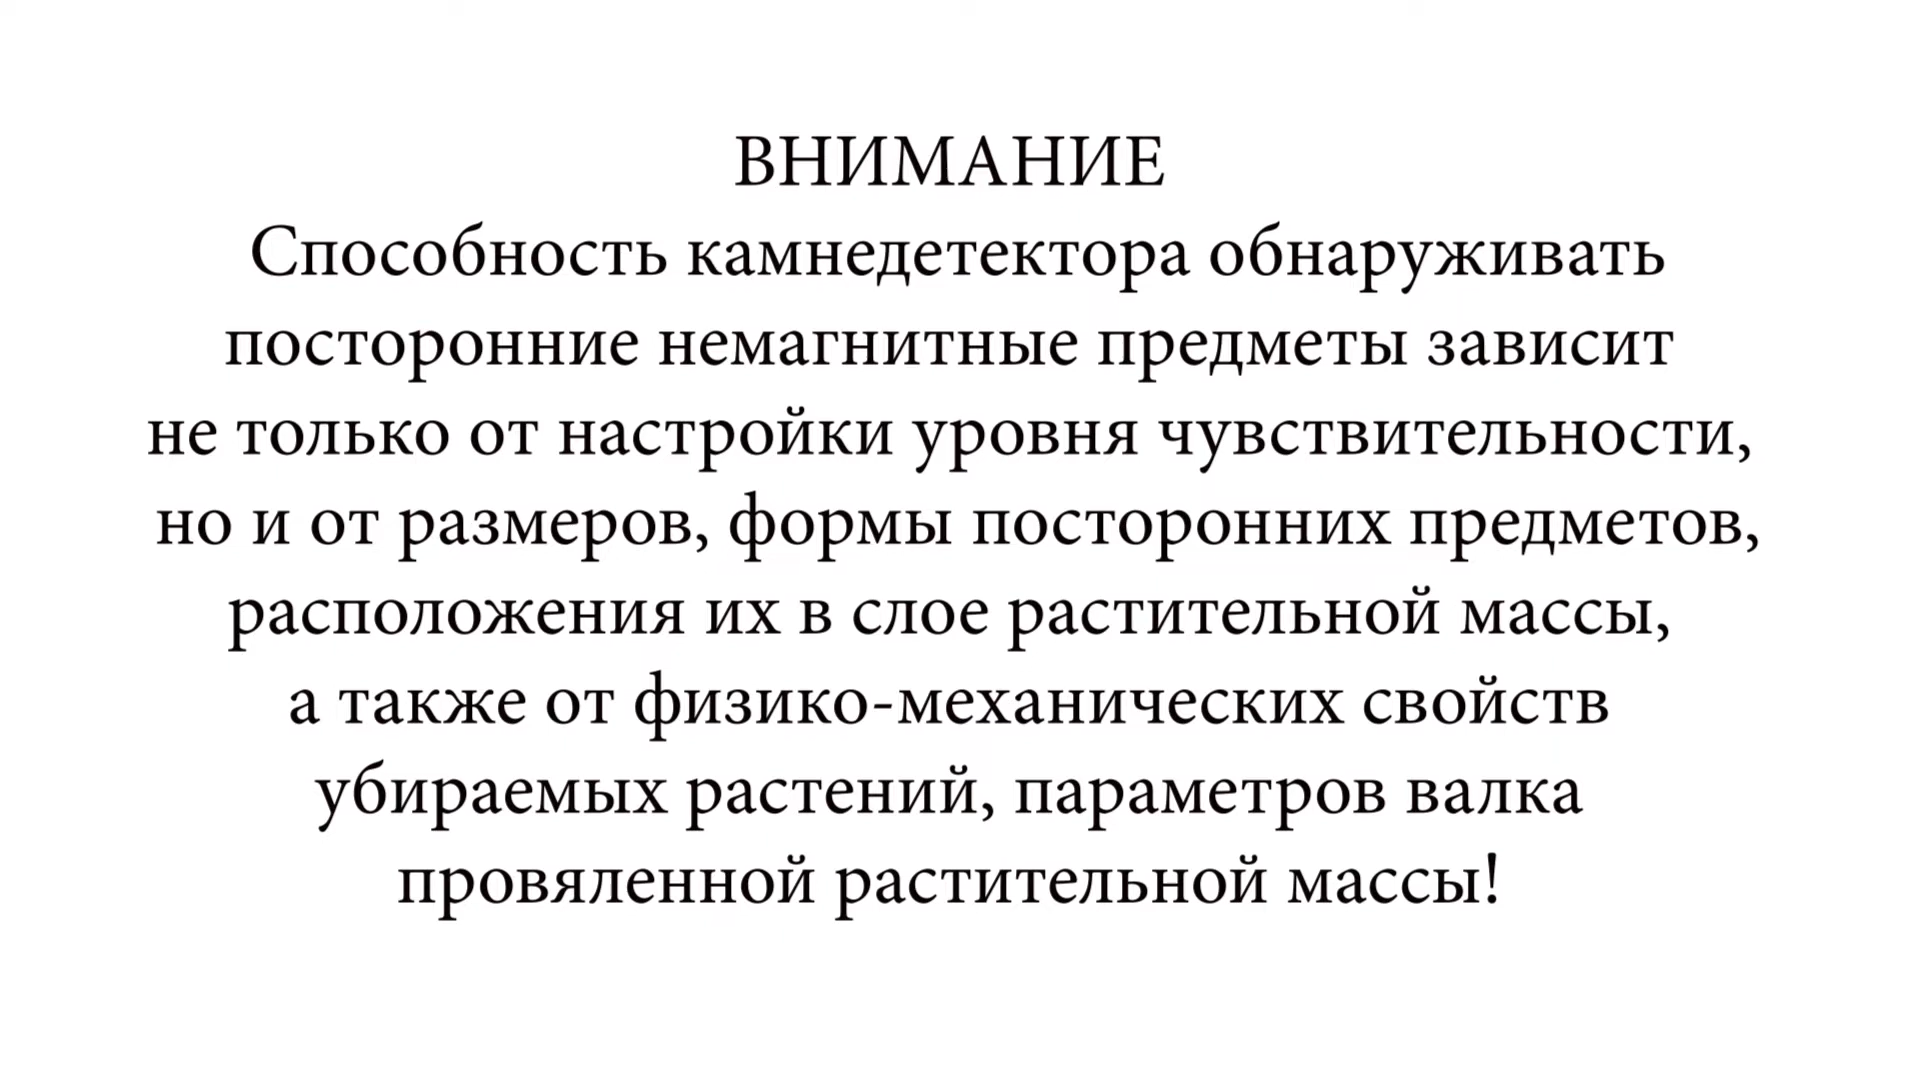 ВНИМАНИЕ
Способность камнедетектора обнаруживать
посторонние немагнитные предметы зависит
не только от настройки уровня чувствительности,
но и от размеров, формы посторонних предметов,
расположения их в слое растительной массы,
а также от физико-механических свойств
убираемых растений, параметров валка
провяленной растительной массы!